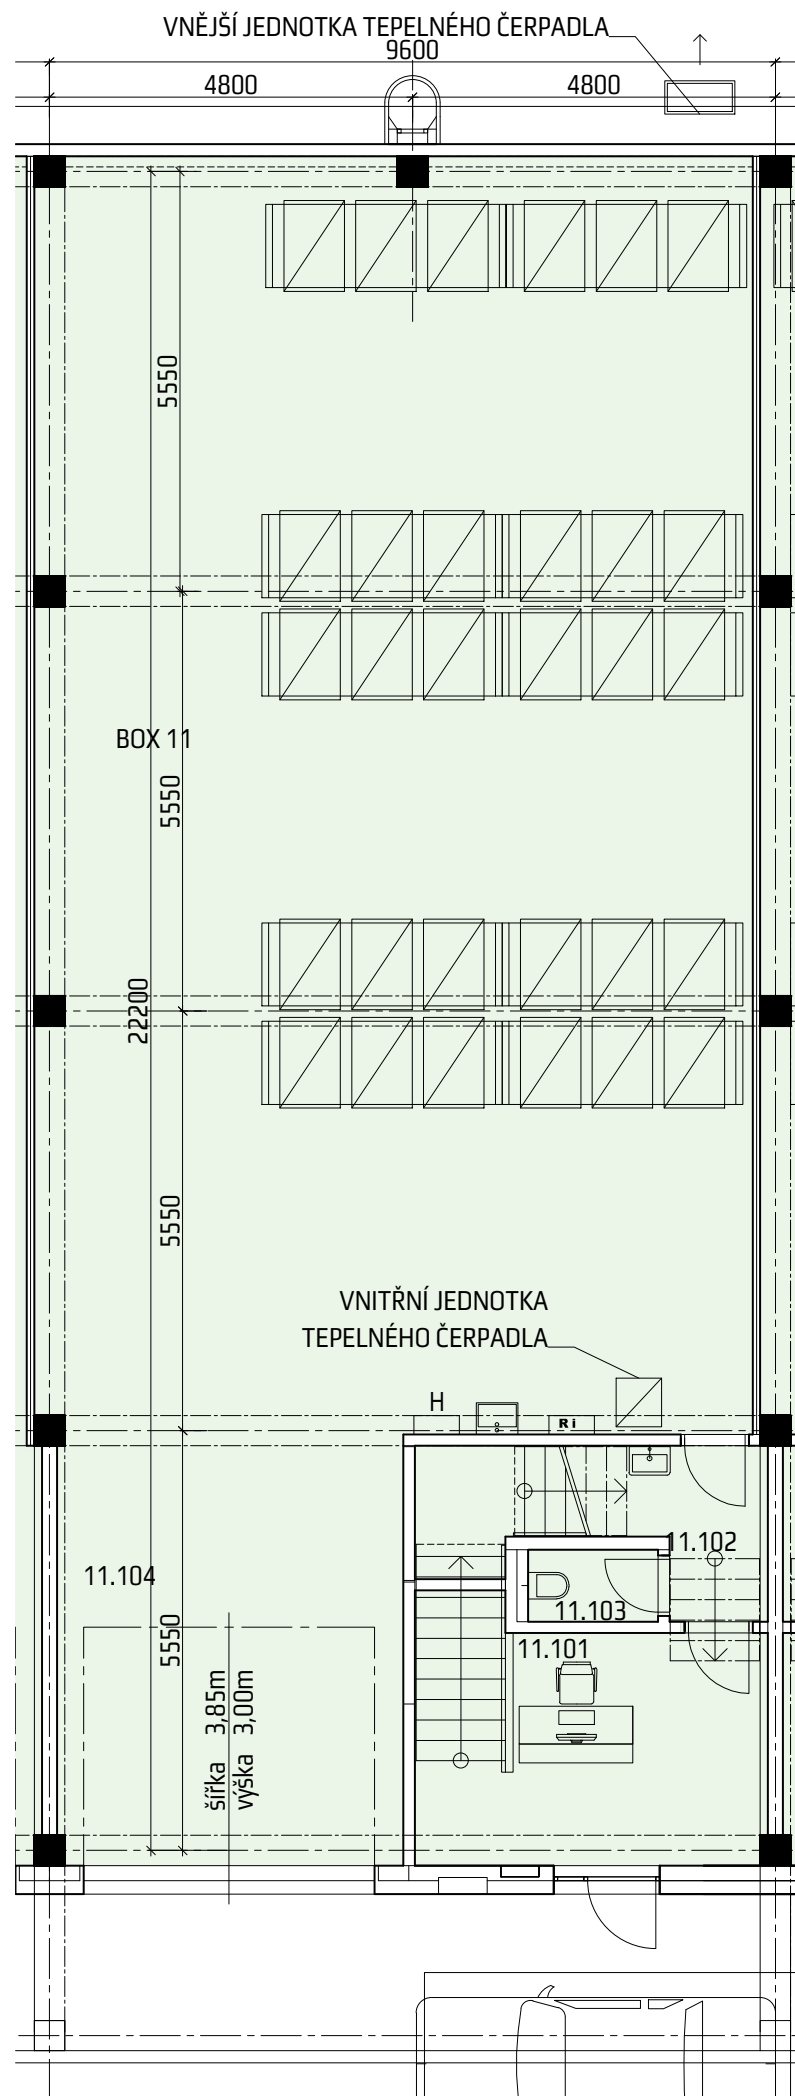 VNĚJŠÍ JEDNOTKA TEPELNÉHO ČERPADLA
9600
4800
4800
5550
BOX 11
5550
22200
5550
VNITŘNÍ JEDNOTKA
TEPELNÉHO ČERPADLA
H
Ri
11.102
11.104
11.103
5550
11.101
šířka 3,85m
výška 3,00m